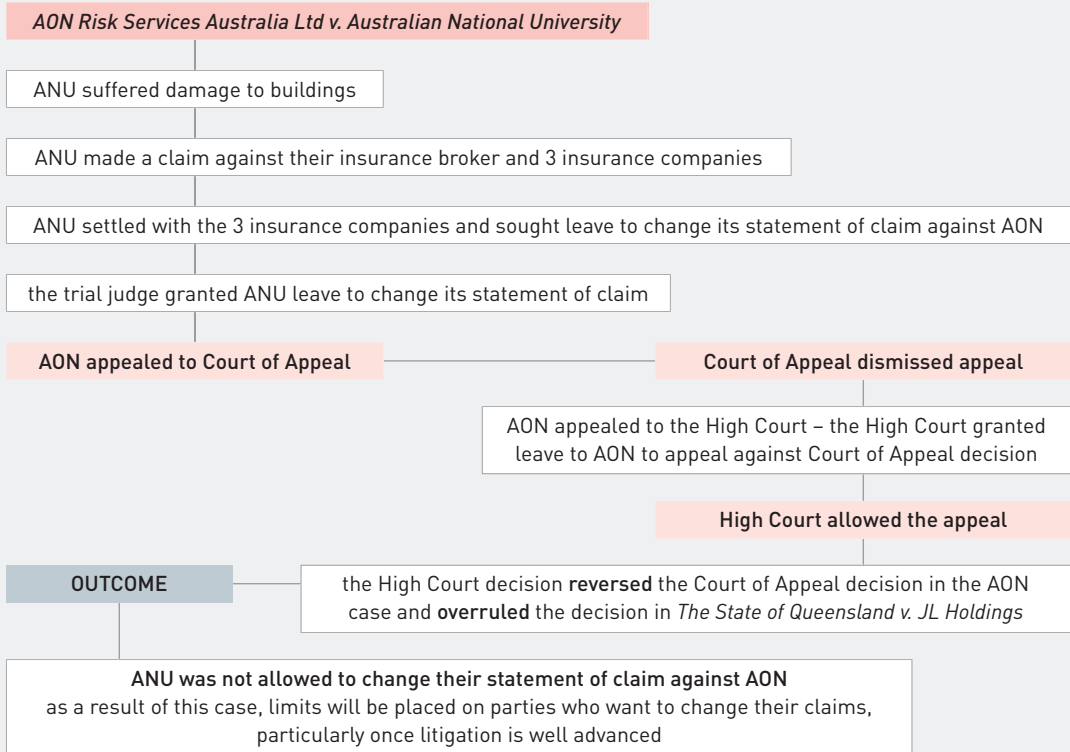 AON Risk Services Australia Ltd v. Australian National University
ANU suffered damage to buildings
ANU made a claim against their insurance broker and 3 insurance companies
ANU settled with the 3 insurance companies and sought leave to change its statement of claim against AON
the trial judge granted ANU leave to change its statement of claim
AON appealed to Court of Appeal
Court of Appeal dismissed appeal
AON appealed to the High Court – the High Court granted
leave to AON to appeal against Court of Appeal decision
High Court allowed the appeal
OUTCOME
the High Court decision reversed the Court of Appeal decision in the AON
case and overruled the decision in The State of Queensland v. JL Holdings
ANU was not allowed to change their statement of claim against AON
as a result of this case, limits will be placed on parties who want to change their claims,
particularly once litigation is well advanced